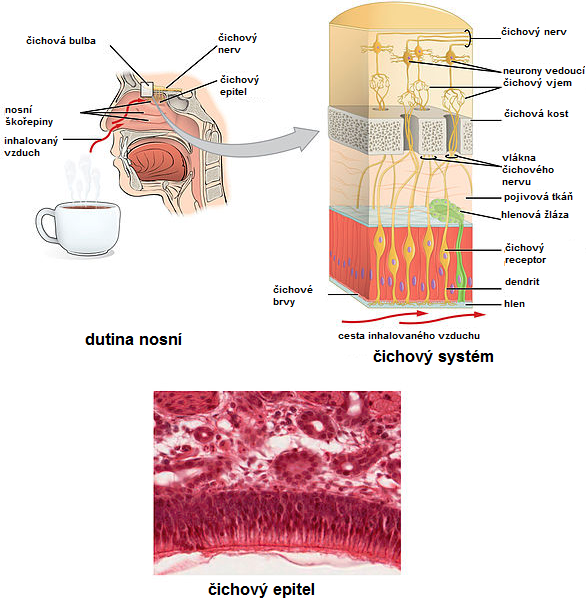 čichová bulba
čichový
nerv
čichový
epitel
nosní
škořepiny
inhalovaný
vzduch
dutina nosní
čichový nerv
neurony vedoucí
čichový vjem
čichová kost
vlákna
čichového
nervu
pojivová tkáň
hlenová žláza
čichový
receptor
dendrit
čichové
brvy
hlen
cesta inhalovaného vzduchu
čichový systém
čichový epitel